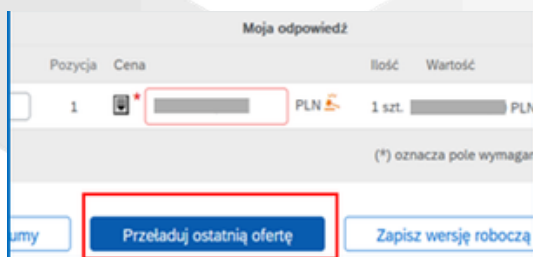 Moja odpowiedź
Pozycja Cena Ilość Wartość
1 * PLN 1 szt. PLN
(*) oznacza pole wymagan
umy Przeładuj ostatnią ofertę Zapisz wersję roboczą